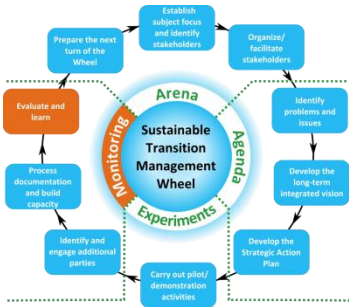 Establish
subject focus
and identify
stakeholders
Organize/
facilitate
stakeholders
Identify
problems and
issues
Develop the
long-term
integrated vision
Develop the
Strategic Action
Plan
Carry out pilot/
demonstration
activities
Identify and
engage additional
parties
Process
documentation
and build
capacity
Evaluate and
learn
Prepare the next
turn of the
Wheel
Arena
Agenda
Experiments
Monitoring
Sustainable
Transition
Management
Wheel